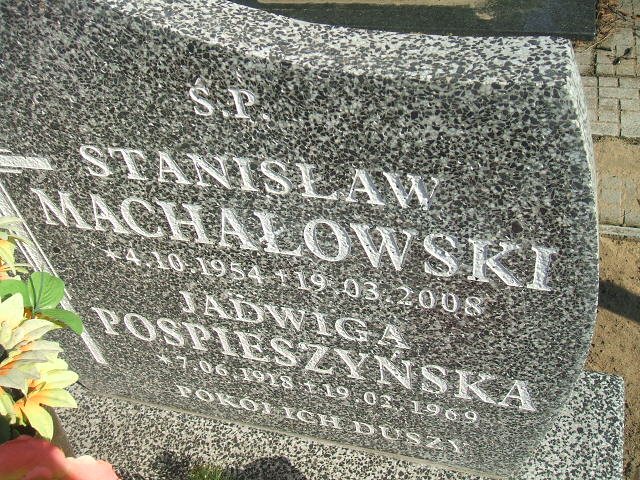 Ś.P.
STANISŁAW
MACHAŁOWSKI
*4.10.1954 †19.03.2008
JADWIGA
POSPIESZYŃSKA
*7.06.1918 †19.02.1969
POKÓJ ICH DUSZY